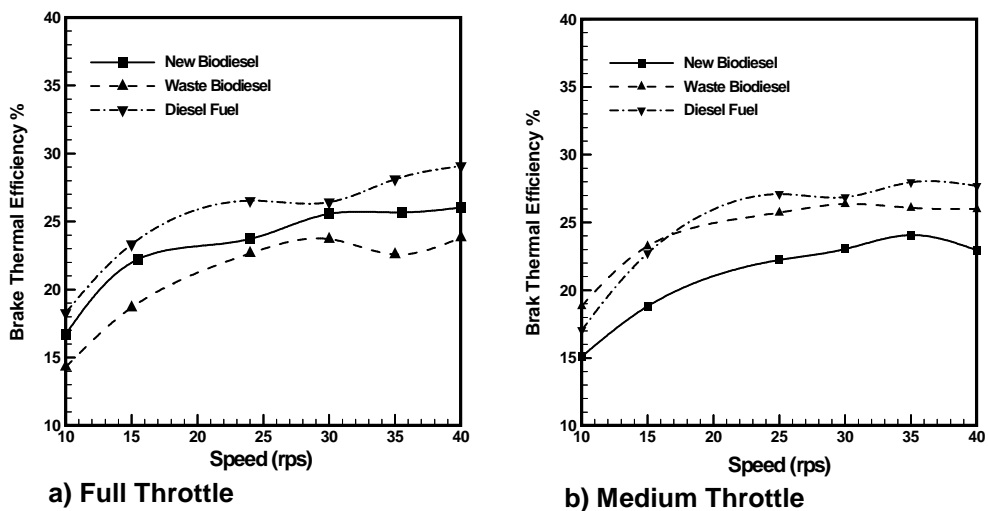 40
35
30
25
20
15
10
Brake Thermal Efficiency %
New Biodiesel
Waste Biodiesel
Diesel Fuel
10 15 20 25 30 35 40
Speed (rps)
a) Full Throttle
40
35
30
25
20
15
10
Brak Thermal Efficiency %
New Biodiesel
Waste Biodiesel
Diesel Fuel
10 15 20 25 30 35 40
Speed (rps)
b) Medium Throttle